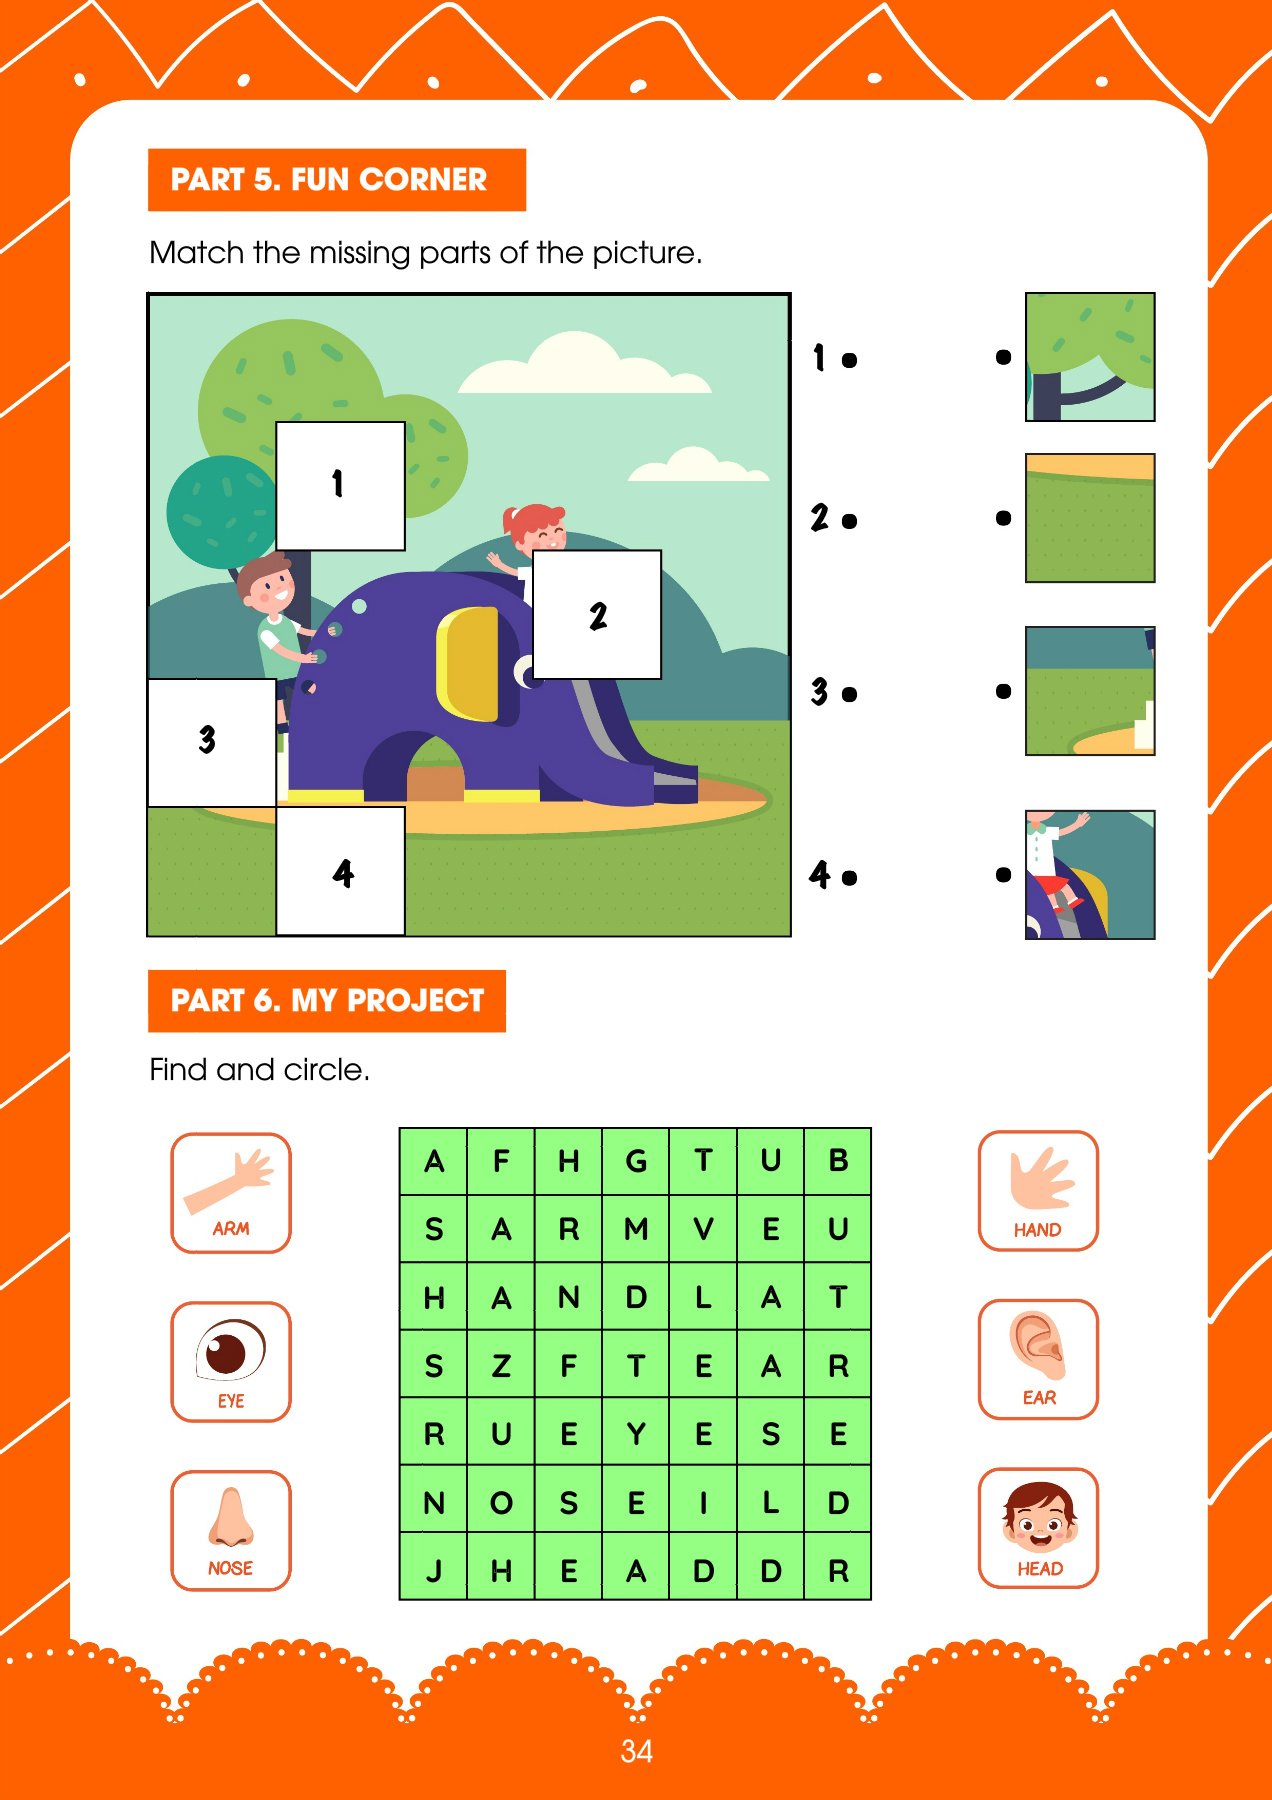 PART 5. FUN CORNER
Match the missing parts of the picture.
1
2
3
4
1
2
3
4
PART 6. MY PROJECT
Find and circle.
ARM
EYE
NOSE
A F H G T U B
S A R M V E U
H A N D L A T
S Z F T E A R
R U E Y E S E
N O S E I L D
J H E A D D R
HAND
EAR
HEAD
34